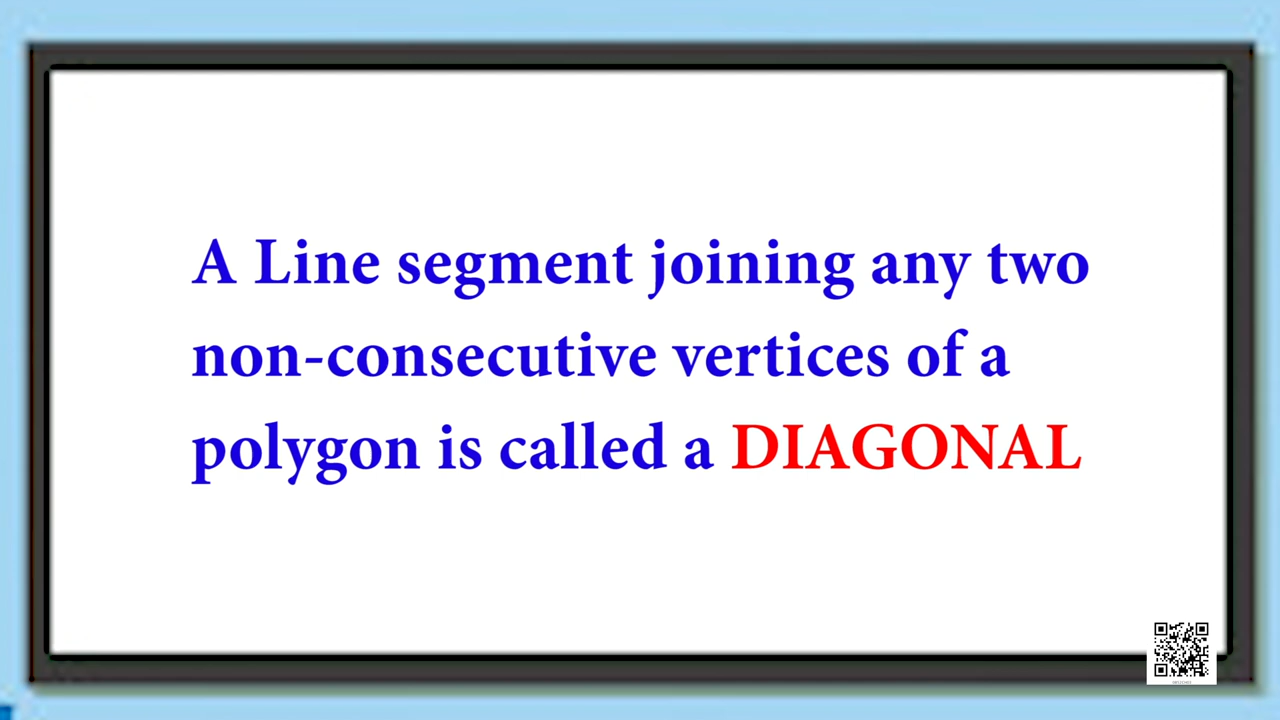 A Line segment joining any two
non-consecutive vertices of a
polygon is called a DIAGONAL